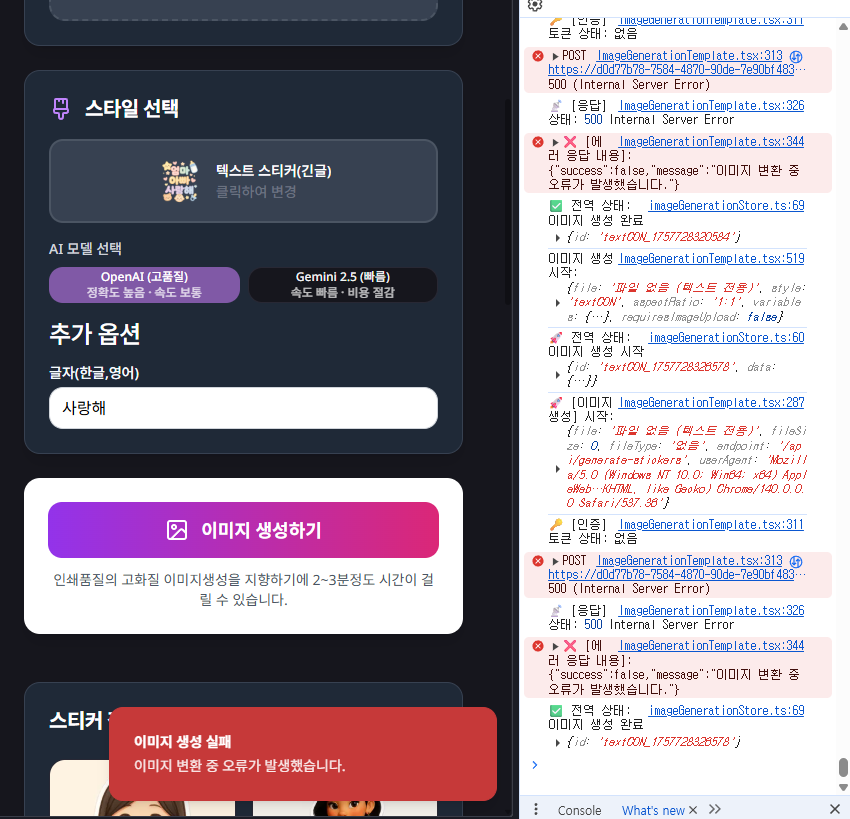 스타일 선택
엄마
아빠
사랑해
텍스트 스티커(긴글)
클릭하여 변경
AI 모델 선택
OpenAI (고품질)
정확도 높음 · 속도 보통
Gemini 2.5 (빠름)
속도 빠름 · 비용 절감
추가 옵션
글자(한글,영어)
사랑해
이미지 생성하기
인쇄품질의 고화질 이미지생성을 지향하기에 2~3분정도 시간이 걸
릴 수 있습니다.
스티커
이미지 생성 실패
이미지 변환 중 오류가 발생했습니다.
[인증] ImageGenerationTemplate.tsx:311
토큰 상태: 없음
POST ImageGenerationTemplate.tsx:313
https://d0d77b78-7584-4870-90de-7e90bf483…
500 (Internal Server Error)
[응답] ImageGenerationTemplate.tsx:326
상태: 500 Internal Server Error
[에 ImageGenerationTemplate.tsx:344
러 응답 내용]:
{"success":false,"message":"이미지 변환 중
오류가 발생했습니다."}
전역 상태: imageGenerationStore.ts:69
이미지 생성 완료
{id: 'textCON_1757728320584'}
이미지 생성 ImageGenerationTemplate.tsx:519
시작:
{file: '파일 없음 (텍스트 전용)', style:
'textCON', aspectRatio: '1:1', variable
s: {…}, requiresImageUpload: false}
전역 상태: imageGenerationStore.ts:60
이미지 생성 시작
{id: 'textCON_1757728326578', data:
{…}}
[이미지 ImageGenerationTemplate.tsx:287
생성] 시작:
{file: '파일 없음 (텍스트 전용)', fileSi
ze: 0, fileType: '없음', endpoint: '/ap
i/generate-stickers', userAgent: 'Mozill
a/5.0 (Windows NT 10.0; Win64; x64) Appl
eWeb…KHTML, like Gecko) Chrome/140.0.0.
0 Safari/537.36'}
[인증] ImageGenerationTemplate.tsx:311
토큰 상태: 없음
POST ImageGenerationTemplate.tsx:313
https://d0d77b78-7584-4870-90de-7e90bf483…
500 (Internal Server Error)
[응답] ImageGenerationTemplate.tsx:326
상태: 500 Internal Server Error
[에 ImageGenerationTemplate.tsx:344
러 응답 내용]:
{"success":false,"message":"이미지 변환 중
오류가 발생했습니다."}
전역 상태: imageGenerationStore.ts:69
이미지 생성 완료
{id: 'textCON_1757728326578'}
Console What's new